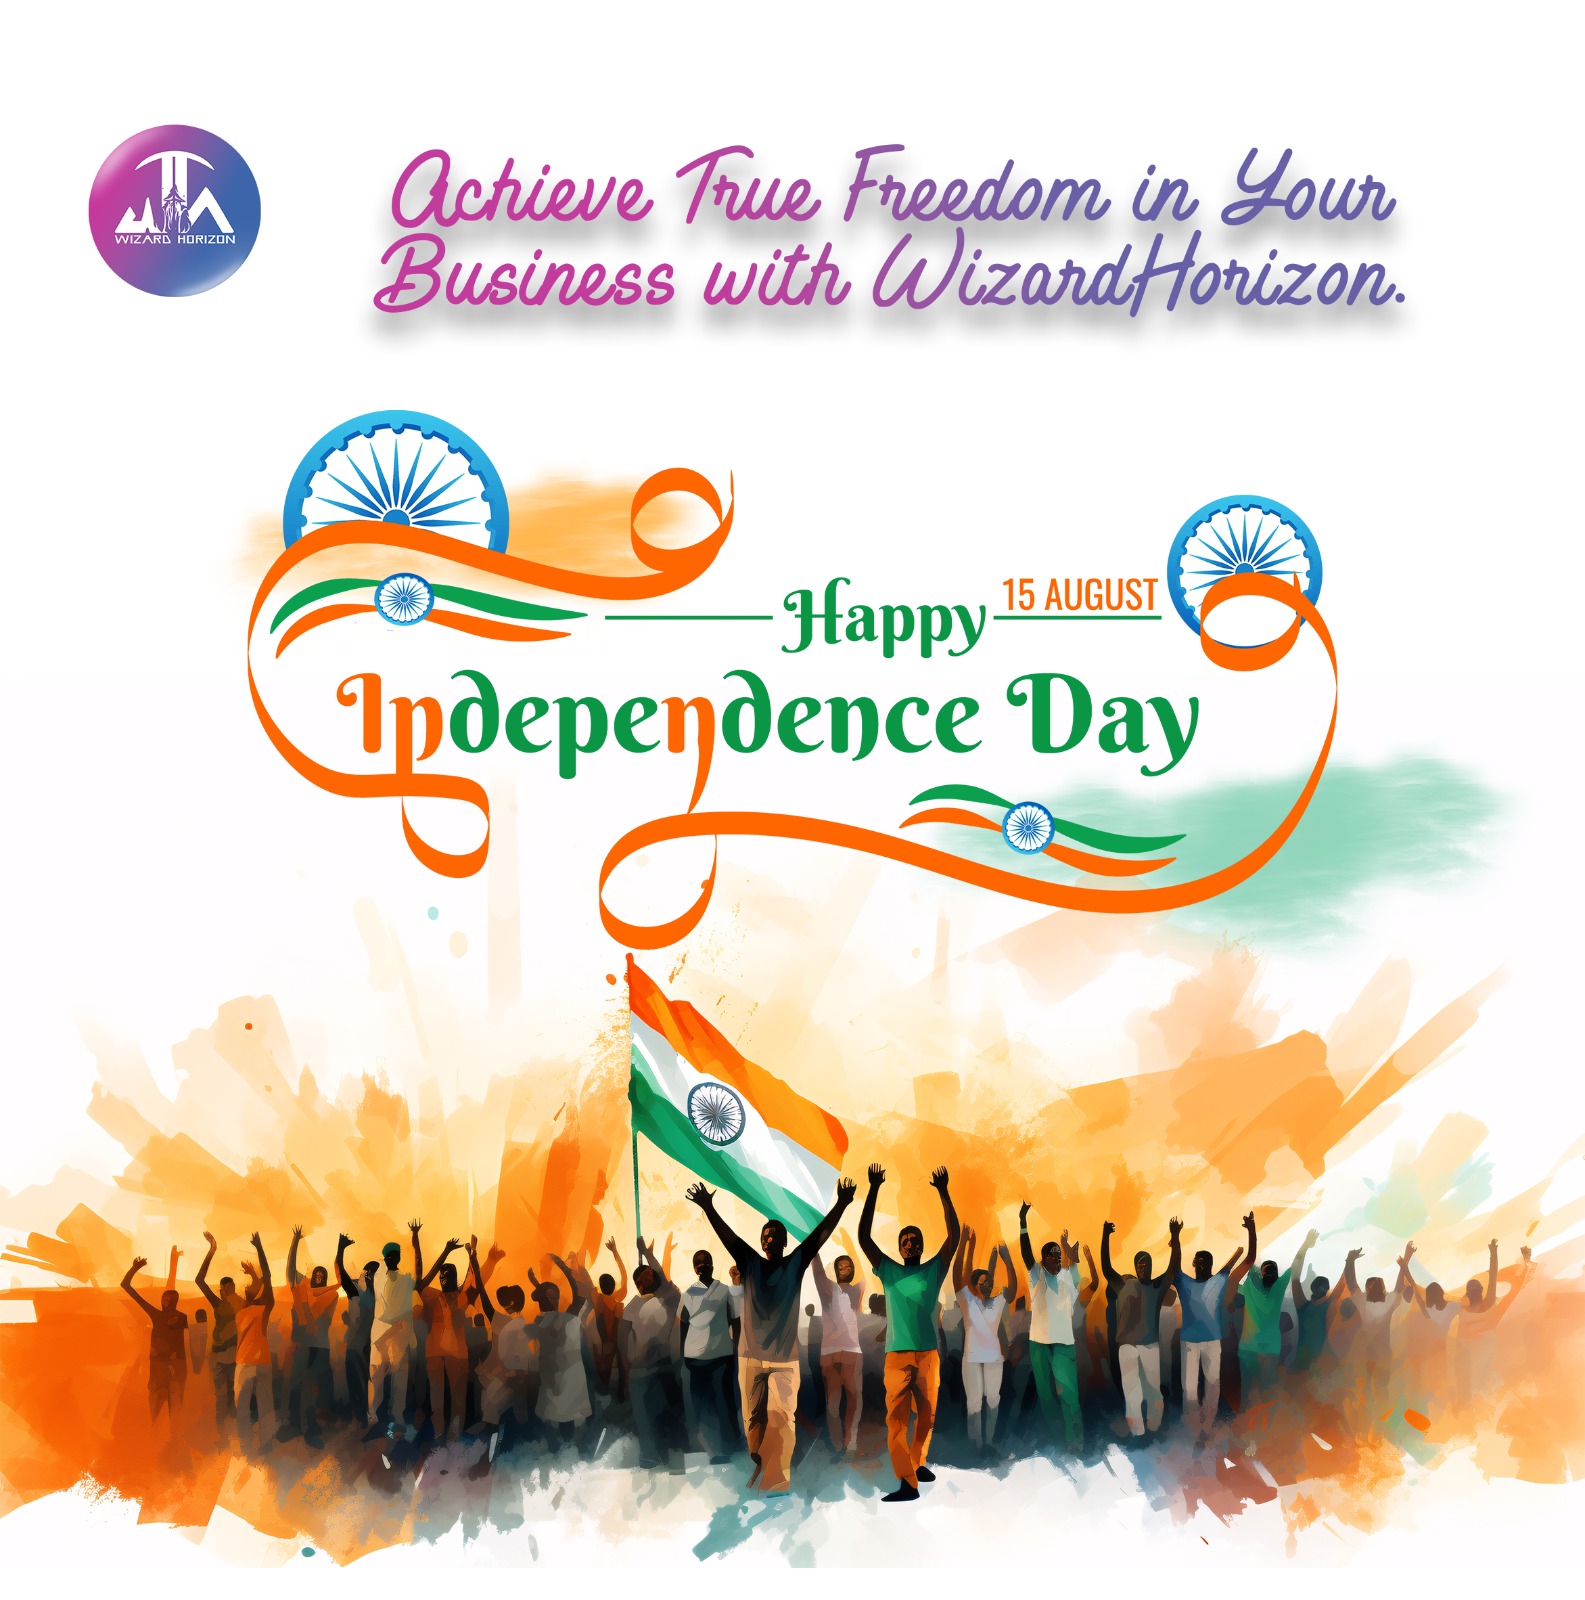 WIZARD HORIZON
Achieve True Freedom in Your
Business with WizardHorizon.
Happy 15 AUGUST
Independence Day